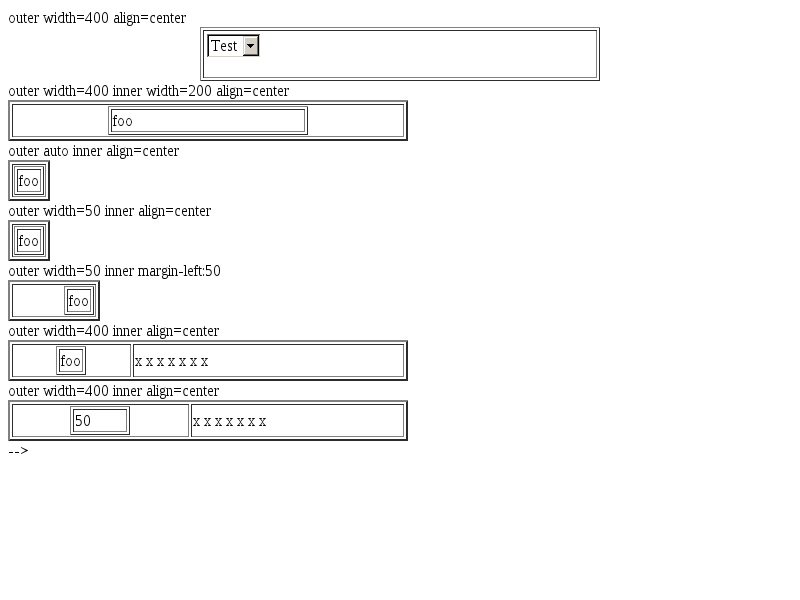 outer width=400 align=center
Test
outer width=400 inner width=200 align=center
foo
outer auto inner align=center
foo
outer width=50 inner align=center
foo
outer width=50 inner margin-left:50
foo
outer width=400 inner align=center
foo x x x x x x x
outer width=400 inner align=center
50 x x x x x x x
-->